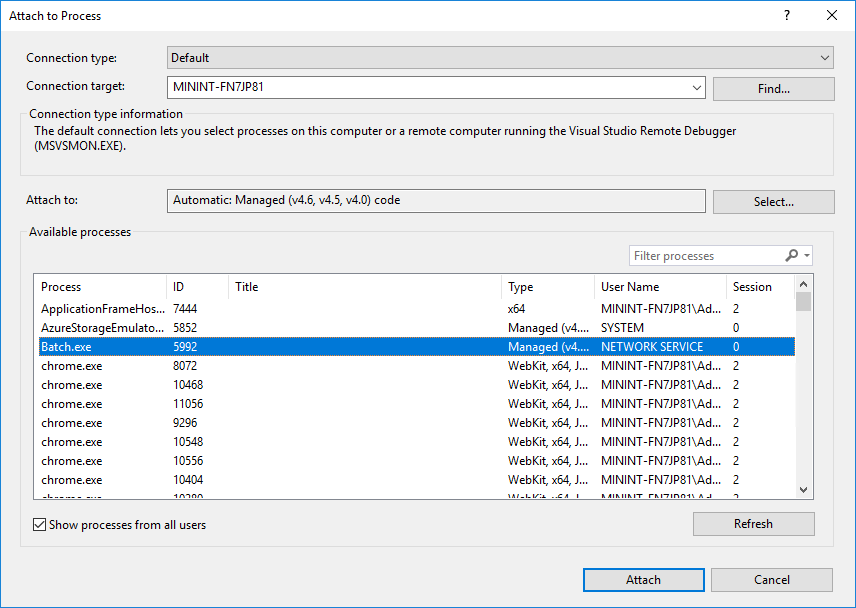 Attach to Process
?
Connection type: Default
Connection target: MININT-FN7JP81 Find...
Connection type information
The default connection lets you select processes on this computer or a remote computer running the Visual Studio Remote Debugger
(MSVSMON.EXE).
Attach to: Automatic: Managed (v4.6, v4.5, v4.0) code Select...
Available processes
Filter processes
Process ID Title Type User Name Session
ApplicationFrameHos... 7444 x64 MININT-FN7JP81\Ad... 2
AzureStorageEmulato... 5852 Managed (v4.... SYSTEM 0
Batch.exe 5992 Managed (v4.... NETWORK SERVICE 0
chrome.exe 8072 WebKit, x64, J... MININT-FN7JP81\Ad... 2
chrome.exe 10468 WebKit, x64, J... MININT-FN7JP81\Ad... 2
chrome.exe 11056 WebKit, x64, J... MININT-FN7JP81\Ad... 2
chrome.exe 9296 WebKit, x64, J... MININT-FN7JP81\Ad... 2
chrome.exe 10548 WebKit, x64, J... MININT-FN7JP81\Ad... 2
chrome.exe 10556 WebKit, x64, J... MININT-FN7JP81\Ad... 2
chrome.exe 10404 WebKit, x64, J... MININT-FN7JP81\Ad... 2
Show processes from all users Refresh
Attach Cancel